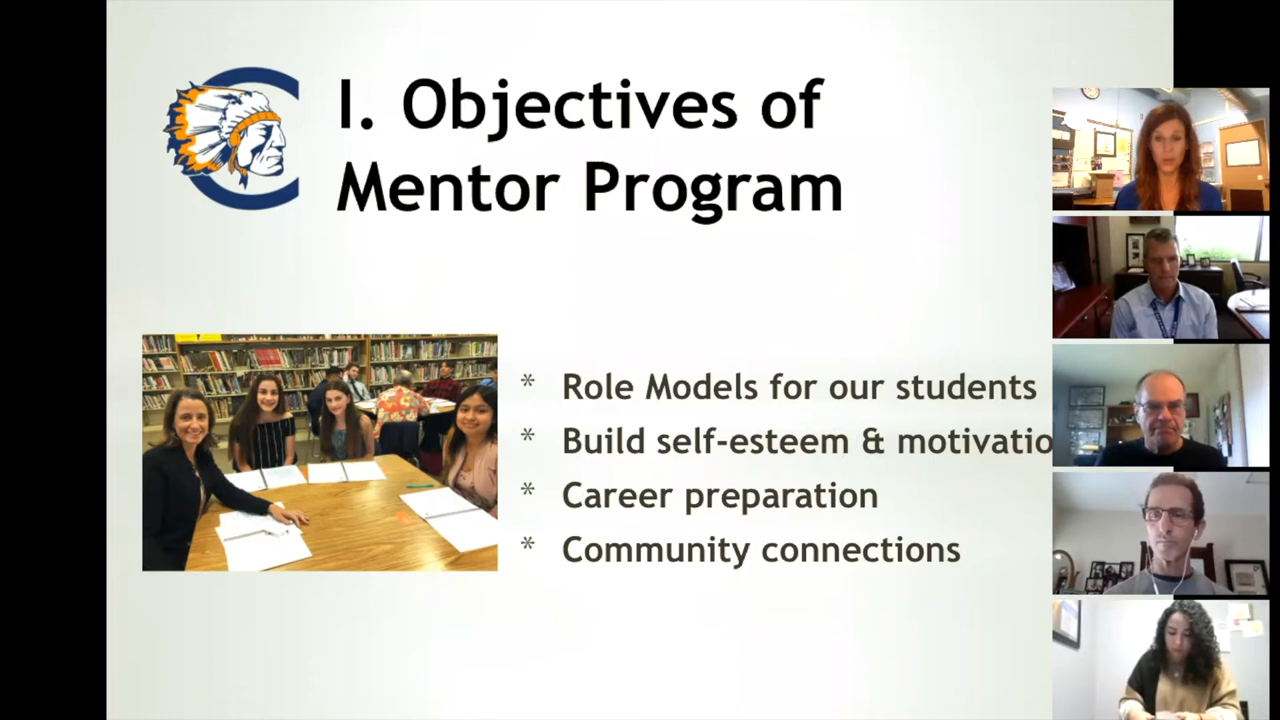 I. Objectives of
Mentor Program
* Role Models for our students
* Build self-esteem & motivatio
* Career preparation
* Community connections